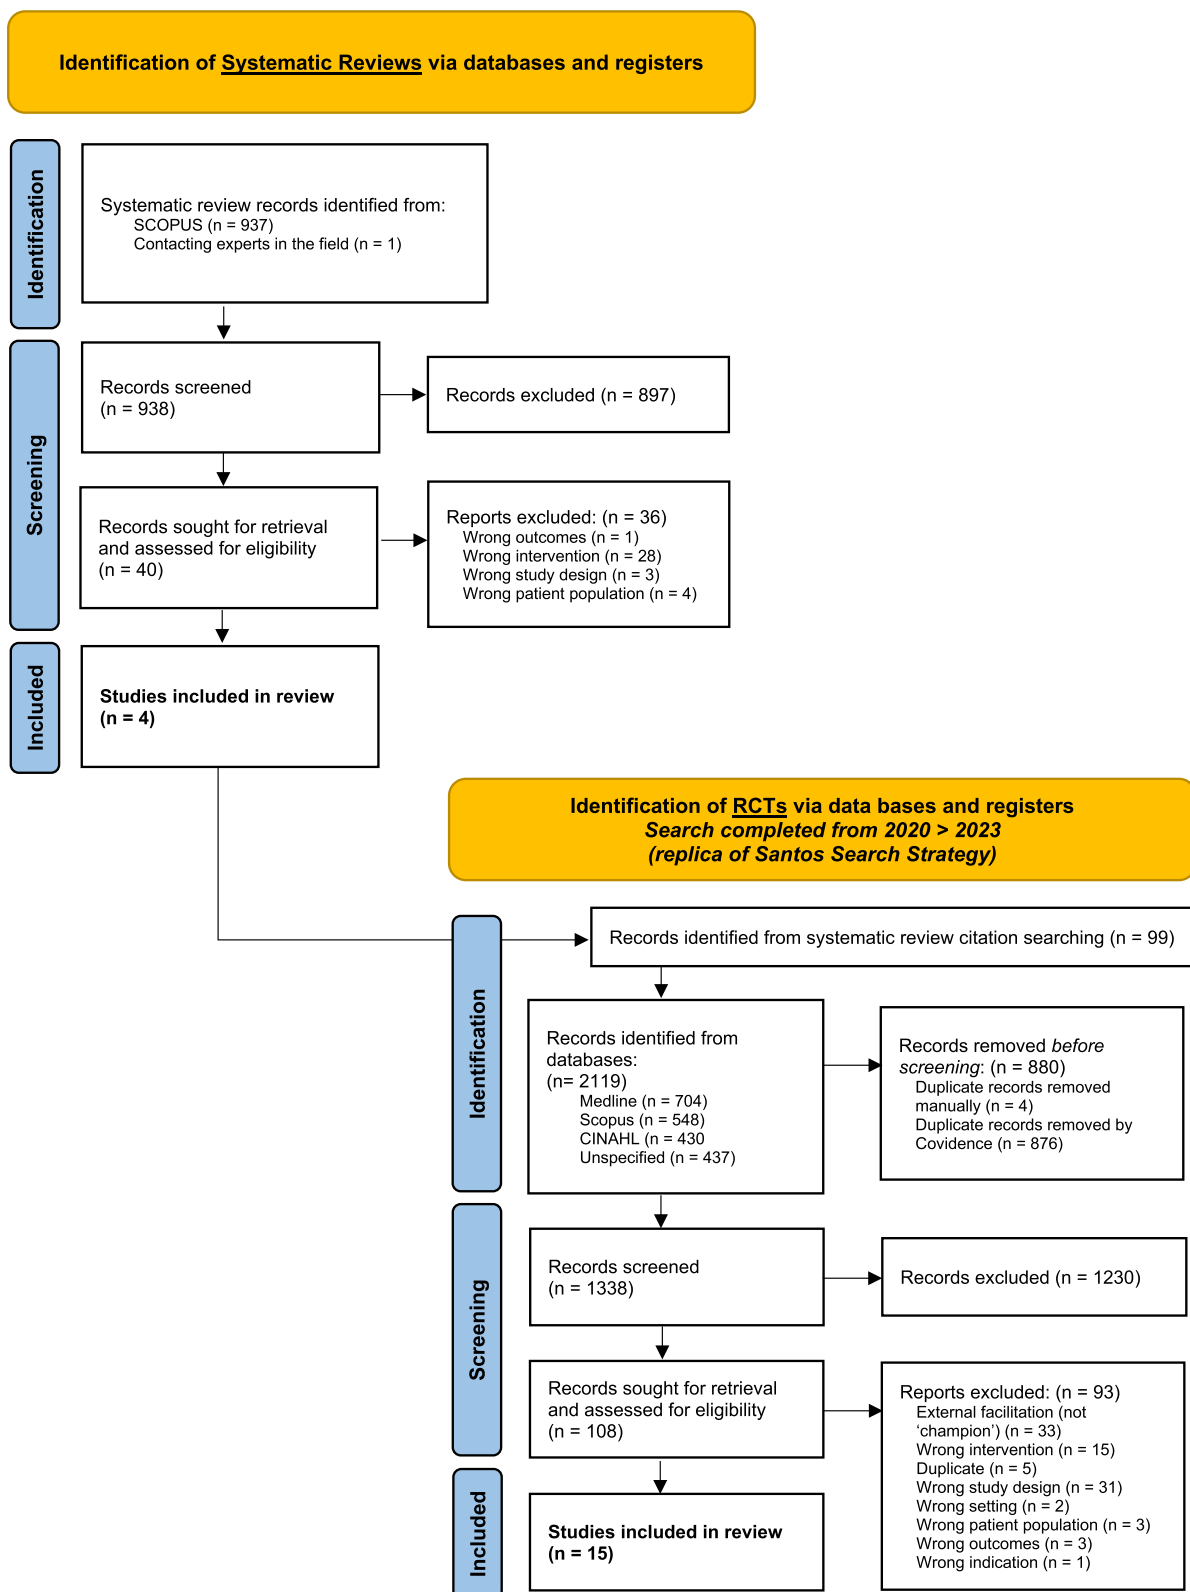 Identification of Systematic Reviews via databases and registers
Identification
Systematic review records identified from:
SCOPUS (n = 937)
Contacting experts in the field (n = 1)
Screening
Records screened
(n = 938)
Records excluded (n = 897)
Records sought for retrieval
and assessed for eligibility
(n = 40)
Reports excluded: (n = 36)
Wrong outcomes (n = 1)
Wrong intervention (n = 28)
Wrong study design (n = 3)
Wrong patient population (n = 4)
Included
Studies included in review
(n = 4)
Identification of RCTs via data bases and registers
Search completed from 2020 > 2023
(replica of Santos Search Strategy)
Identification
Records identified from systematic review citation searching (n = 99)
Records identified from
databases:
(n= 2119)
Medline (n = 704)
Scopus (n = 548)
CINAHL (n = 430
Unspecified (n = 437)
Records removed before
screening: (n = 880)
Duplicate records removed
manually (n = 4)
Duplicate records removed by
Covidence (n = 876)
Screening
Records screened
(n = 1338)
Records excluded (n = 1230)
Records sought for retrieval
and assessed for eligibility
(n = 108)
Reports excluded: (n = 93)
External facilitation (not
‘champion’) (n = 33)
Wrong intervention (n = 15)
Duplicate (n = 5)
Wrong study design (n = 31)
Wrong setting (n = 2)
Wrong patient population (n = 3)
Wrong outcomes (n = 3)
Wrong indication (n = 1)
Included
Studies included in review
(n = 15)